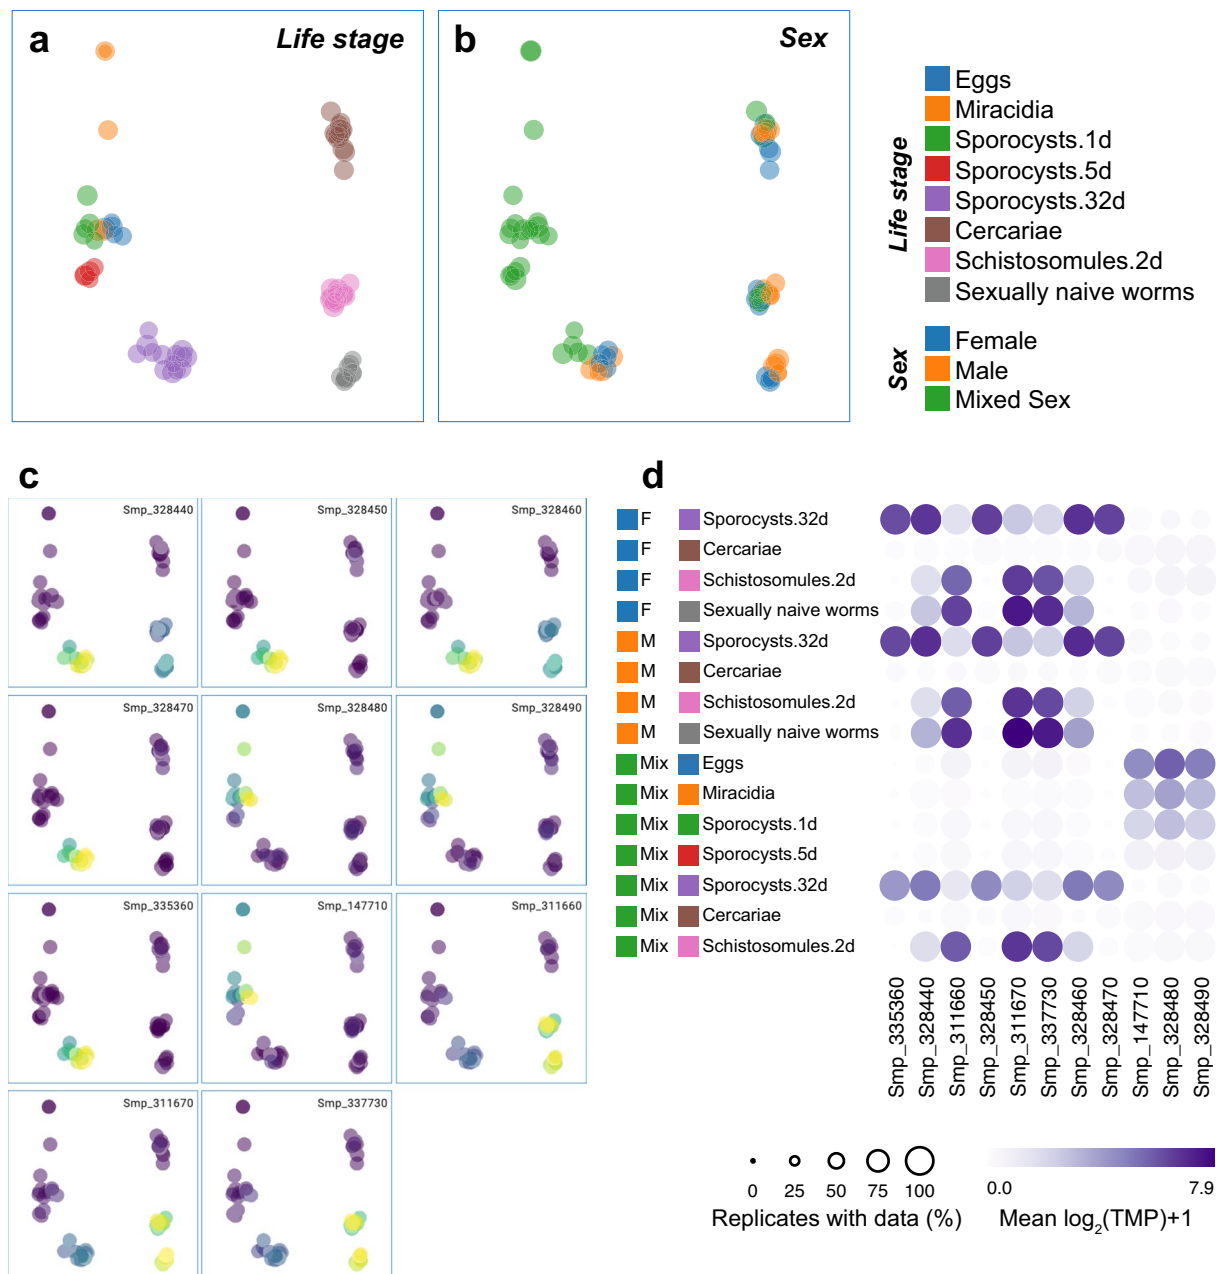 a
Life stage
b
Sex
Life stage
Eggs
Miracidia
Sporocysts.1d
Sporocysts.5d
Sporocysts.32d
Cercariae
Schistosomules.2d
Sexually naive worms
Sex
Female
Male
Mixed Sex
c
Smp_328440
Smp_328450
Smp_328460
Smp_328470
Smp_328480
Smp_328490
Smp_335360
Smp_147710
Smp_311660
Smp_311670
Smp_337730
d
F Sporocysts.32d
F Cercariae
F Schistosomules.2d
F Sexually naive worms
M Sporocysts.32d
M Cercariae
M Schistosomules.2d
M Sexually naive worms
Mix Eggs
Mix Miracidia
Mix Sporocysts.1d
Mix Sporocysts.5d
Mix Sporocysts.32d
Mix Cercariae
Mix Schistosomules.2d
Smp_335360
Smp_328440
Smp_311660
Smp_328450
Smp_311670
Smp_337730
Smp_328460
Smp_328470
Smp_147710
Smp_328480
Smp_328490
0 25 50 75 100
Replicates with data (%)
0.0 7.9
Mean log₂(TMP)+1